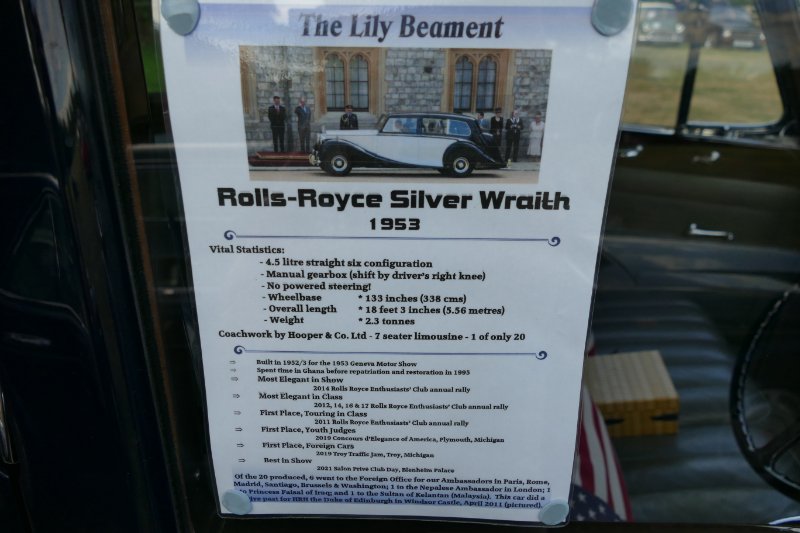 The Lily Beament
Rolls-Royce Silver Wraith
1953
Vital Statistics:
- 4.5 litre straight six configuration
- Manual gearbox (shift by driver's right knee)
- No powered steering!
- Wheelbase * 133 inches (338 cms)
- Overall length * 18 feet 3 inches (5.56 metres)
- Weight * 2.3 tonnes
Coachwork by Hooper & Co. Ltd - 7 seater limousine - 1 of only 20
⇒ Built in 1952/3 for the 1953 Geneva Motor Show
⇒ Spent time in Ghana before repatriation and restoration in 1995
⇒ Most Elegant in Show
2014 Rolls Royce Enthusiasts' Club annual rally
⇒ Most Elegant in Class
2012, 14, 16 & 17 Rolls Royce Enthusiasts' Club annual rally
⇒ First Place, Touring in Class
2011 Rolls Royce Enthusiasts' Club annual rally
⇒ First Place, Youth Judges
2019 Concours d'Elegance of America, Plymouth, Michigan
⇒ First Place, Foreign Cars
2019 Troy Traffic Jam, Troy, Michigan
⇒ Best in Show
2021 Salon Prive Club Day, Blenheim Palace
Of the 20 produced, 6 went to the Foreign Office for our Ambassadors in Paris, Rome,
Madrid, Santiago, Brussels & Washington; 1 to the Nepalese Ambassador in London; 1
to Princess Faisal of Iraq; and 1 to the Sultan of Kelantan (Malaysia). This car did a
past for HRH the Duke of Edinburgh in Windsor Castle, April 2011 (pictured).